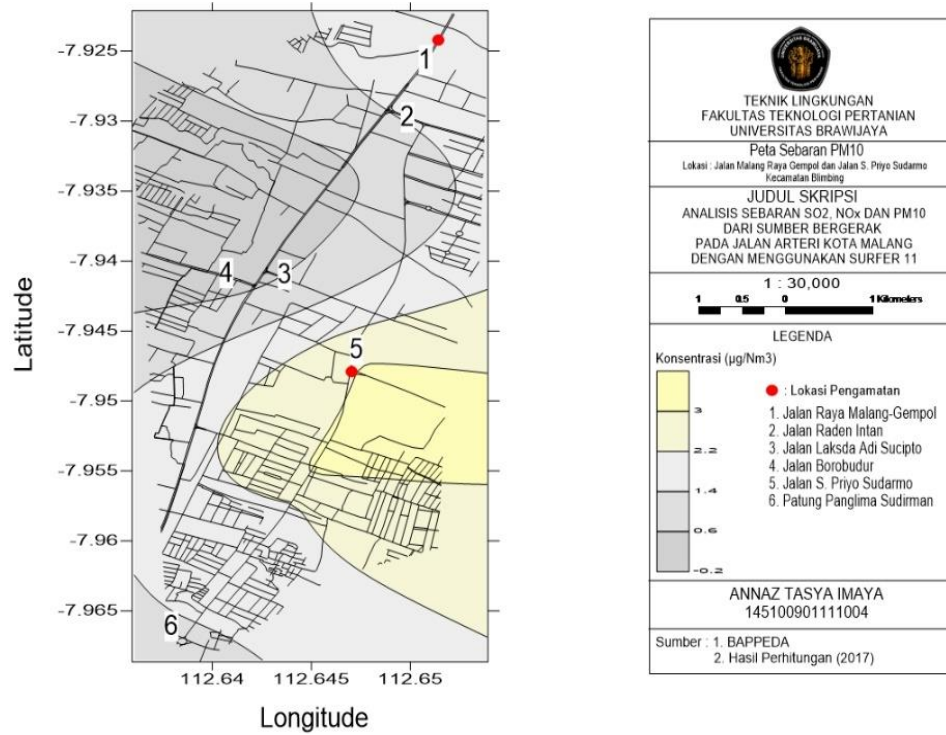 -7.925
-7.93
-7.935
-7.94
-7.945
-7.95
-7.955
-7.96
-7.965
Latitude
1
2
3
4
5
6
112.64 112.645 112.65
Longitude
UNIVERSITAS BRAWIJAYA
TEKNIK LINGKUNGAN
FAKULTAS TEKNOLOGI PERTANIAN
UNIVERSITAS BRAWIJAYA
Peta Sebaran PM10
Lokasi : Jalan Malang Raya Gempol dan Jalan S. Priyo Sudarmo
Kecamatan Blimbing
JUDUL SKRIPSI
ANALISIS SEBARAN SO2, NOx DAN PM10
DARI SUMBER BERGERAK
PADA JALAN ARTERI KOTA MALANG
DENGAN MENGGUNAKAN SURFER 11
1 : 30,000
1 0.5 0 1 Kilometers
LEGENDA
Konsentrasi (µg/Nm3)
3
2.2
1.4
0.6
-0.2
: Lokasi Pengamatan
1. Jalan Raya Malang-Gempol
2. Jalan Raden Intan
3. Jalan Laksda Adi Sucipto
4. Jalan Borobudur
5. Jalan S. Priyo Sudarmo
6. Patung Panglima Sudirman
ANNAZ TASYA IMAYA
145100901111004
Sumber : 1. BAPPEDA
2. Hasil Perhitungan (2017)